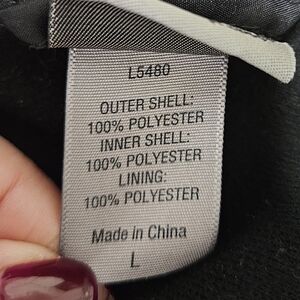 L5480
OUTER SHELL:
100% POLYESTER
INNER SHELL:
100% POLYESTER
LINING:
100% POLYESTER
Made in China
L